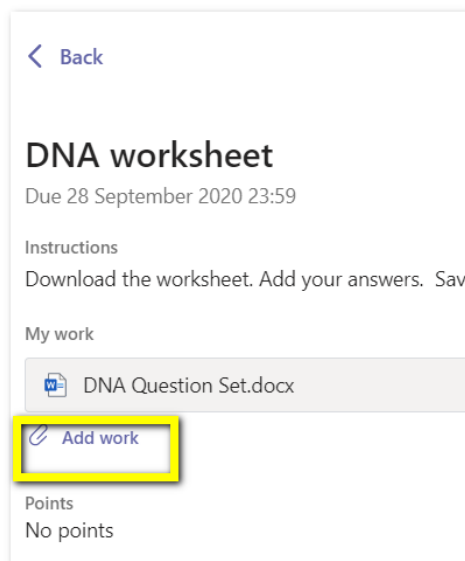 Back
DNA worksheet
Due 28 September 2020 23:59
Instructions
Download the worksheet. Add your answers. Sav
My work
DNA Question Set.docx
Add work
Points
No points